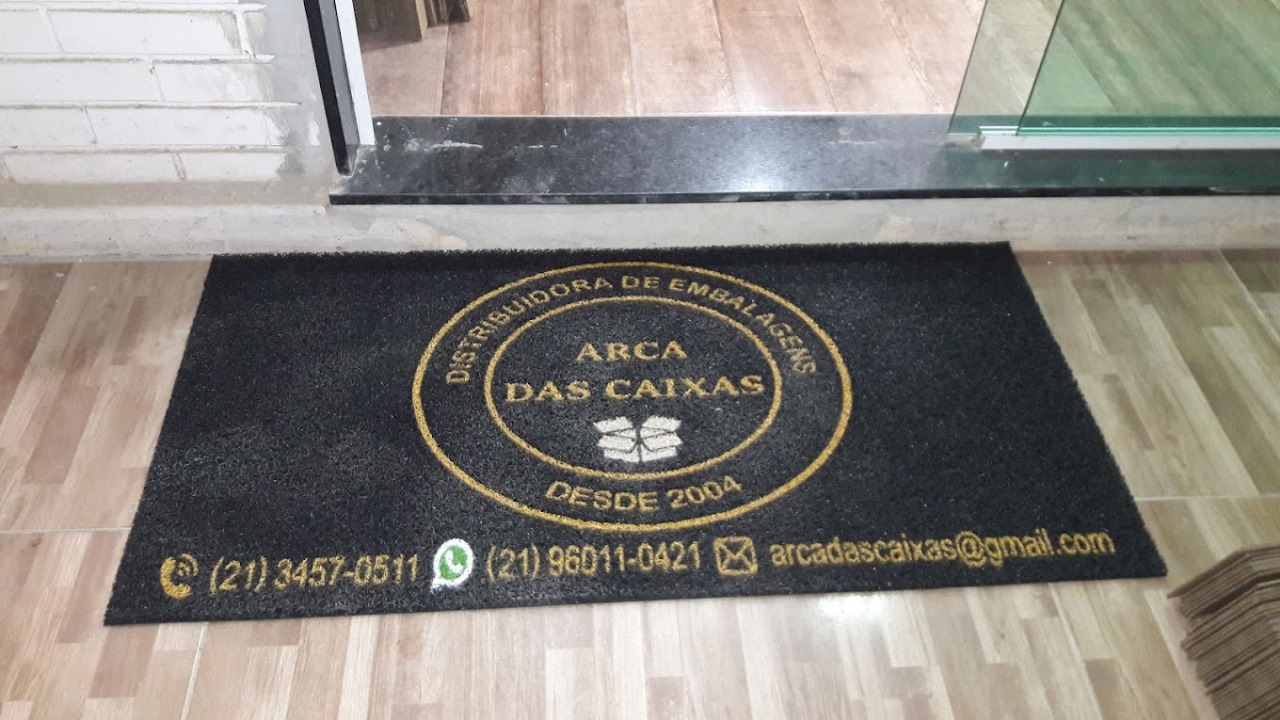 DISTRIBUIDORA DE EMBALAGENS
ARCA
DAS CAIXAS
DESDE 2004
(21) 3457-0511 (21) 96011-0421 arcadascaixas@gmail.com